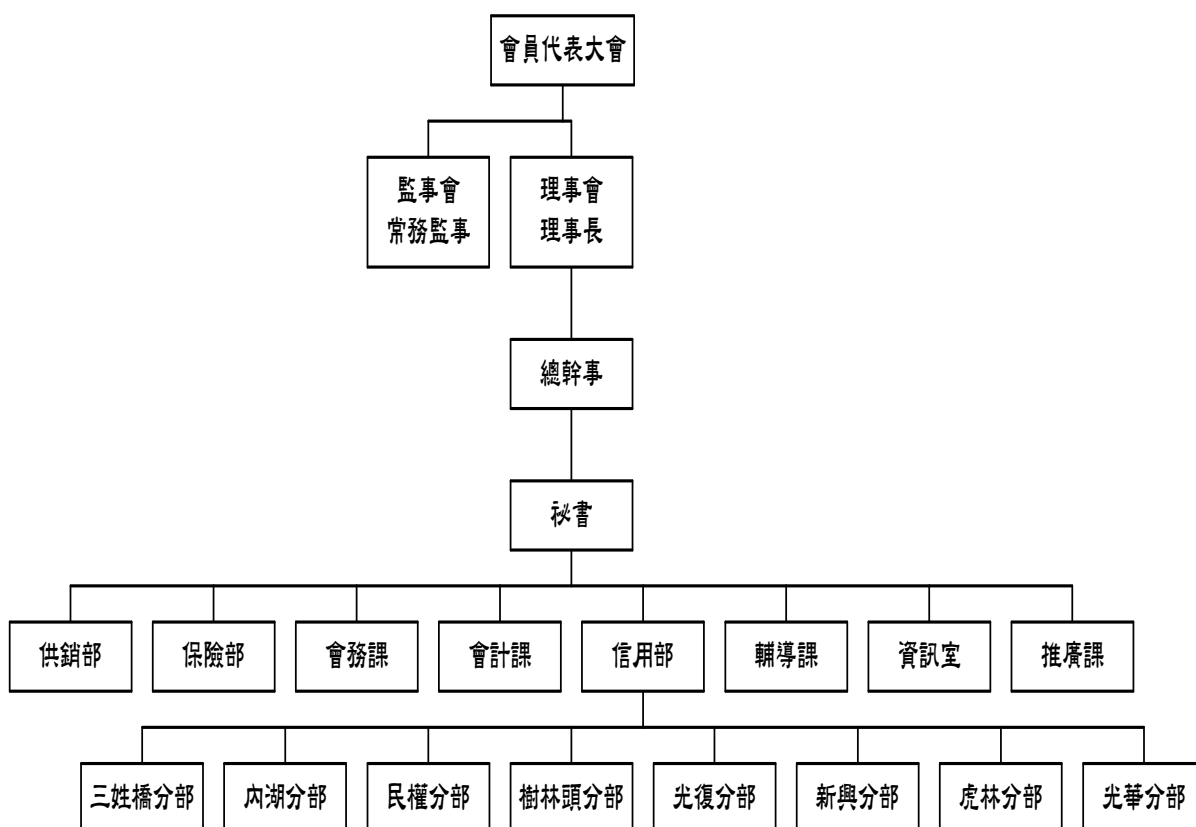 會員代表大會
監事會
常務監事
理事會
理事長
總幹事
祕書
供銷部
保險部
會務課
會計課
信用部
輔導課
資訊室
推廣課
三姓橋分部
內湖分部
民權分部
樹林頭分部
光復分部
新興分部
虎林分部
光華分部